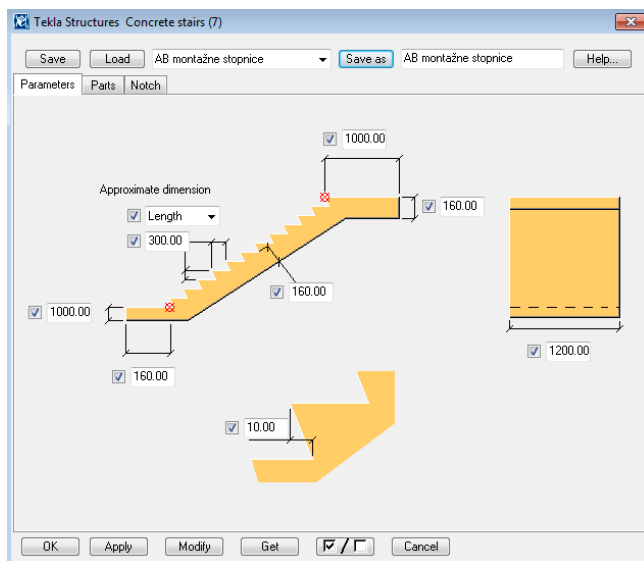 Tekla Structures Concrete stairs (7)
Save Load AB montažne stopnice Save as AB montažne stopnice Help...
Parameters Parts Notch
1000.00
Approximate dimension
Length
160.00
300.00
160.00
1000.00
1200.00
160.00
10.00
OK Apply Modify Get / Cancel